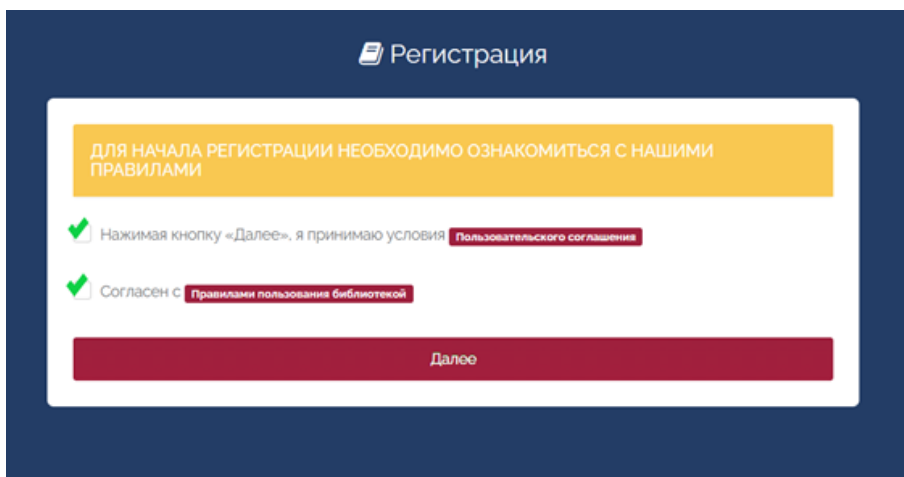 Регистрация
ДЛЯ НАЧАЛА РЕГИСТРАЦИИ НЕОБХОДИМО ОЗНАКОМИТЬСЯ С НАШИМИ
ПРАВИЛАМИ
Нажимая кнопку «Далее», я принимаю условия Пользовательского соглашения
Согласен с Правилами пользования библиотекой
Далее